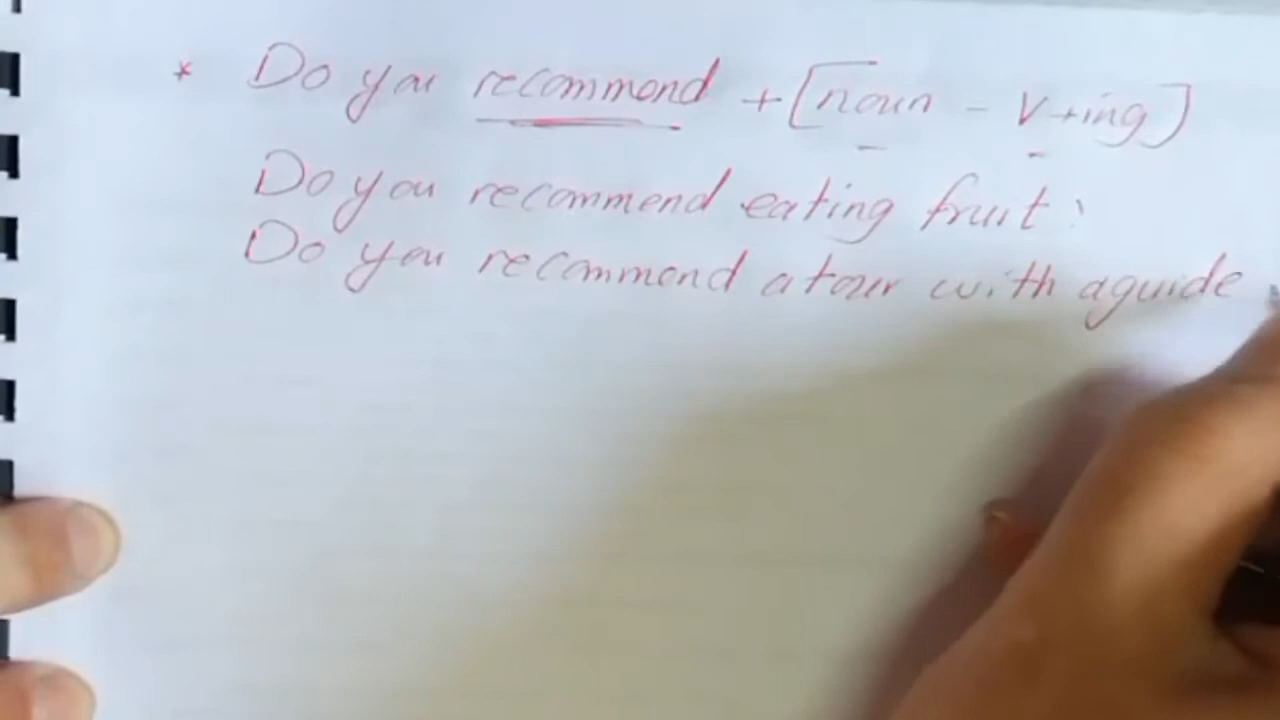 * Do you recommend + [noun - V+ing]
Do you recommend eating fruit?
Do you recommend a tour with a guide